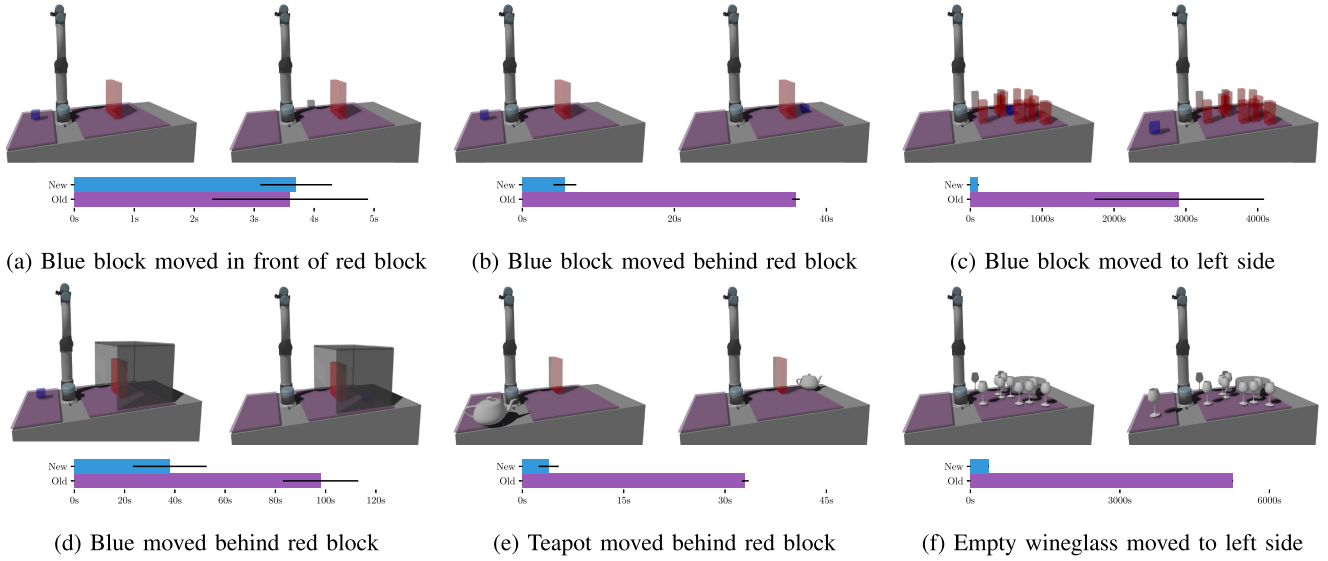 New
Old
0s 1s 2s 3s 4s 5s
(a) Blue block moved in front of red block
New
Old
0s 20s 40s
(b) Blue block moved behind red block
New
Old
0s 1000s 2000s 3000s 4000s
(c) Blue block moved to left side
New
Old
0s 20s 40s 60s 80s 100s 120s
(d) Blue moved behind red block
New
Old
0s 15s 30s 45s
(e) Teapot moved behind red block
New
Old
0s 3000s 6000s
(f) Empty wineglass moved to left side